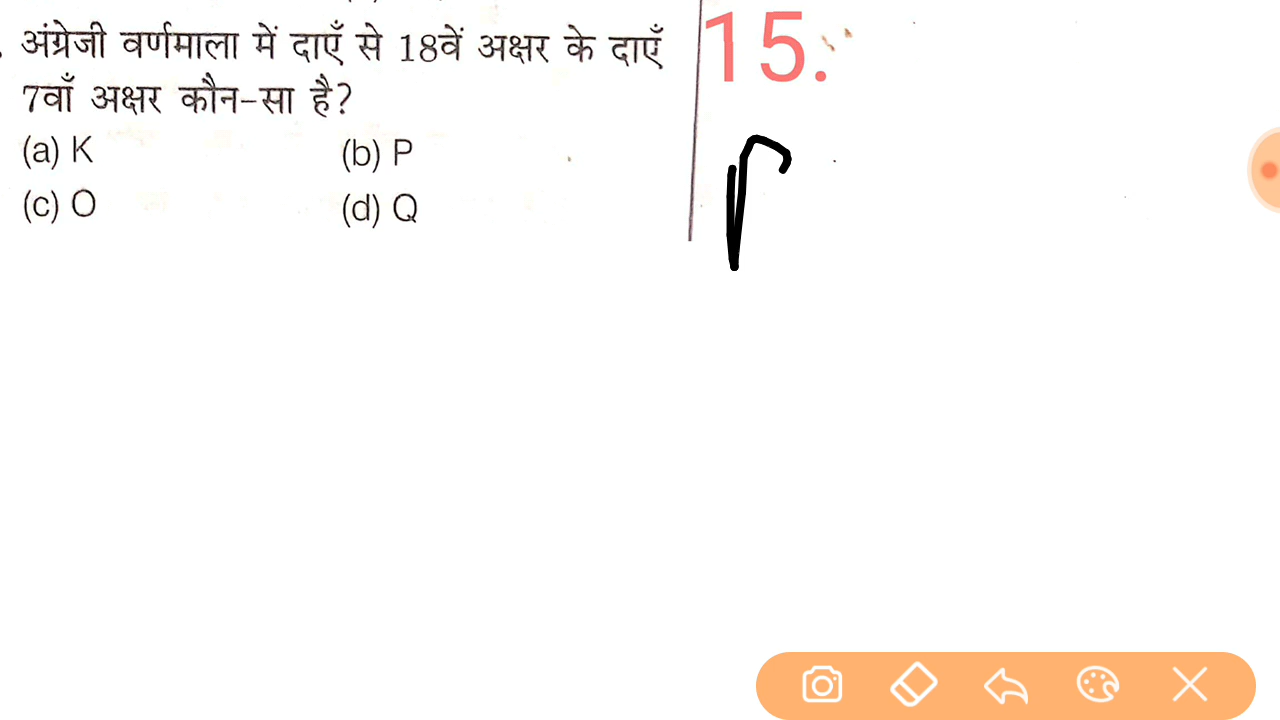 अंग्रेजी वर्णमाला में दाएँ से 18वें अक्षर के दाएँ
7वाँ अक्षर कौन-सा है?
(a) K (b) P
(c) O (d) Q
15.